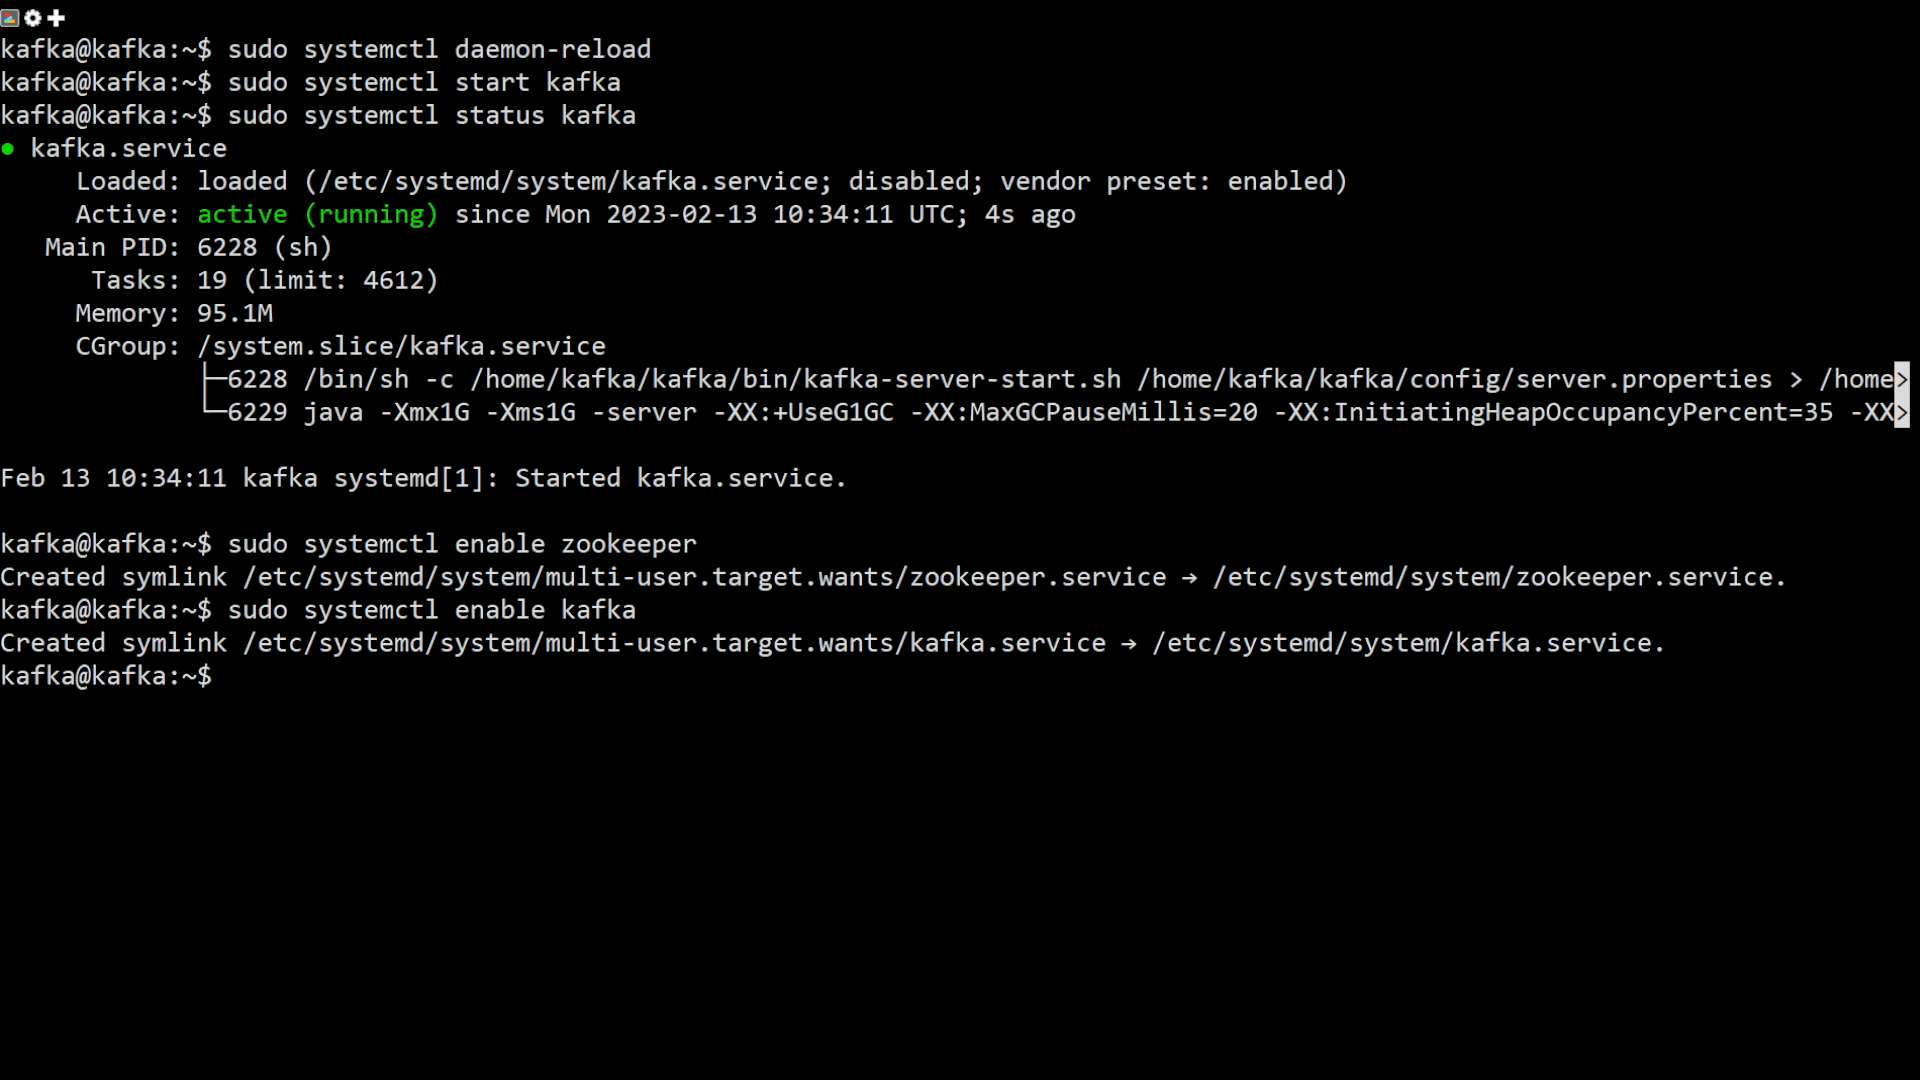 kafka@kafka:~$ sudo systemctl daemon-reload
kafka@kafka:~$ sudo systemctl start kafka
kafka@kafka:~$ sudo systemctl status kafka
● kafka.service
     Loaded: loaded (/etc/systemd/system/kafka.service; disabled; vendor preset: enabled)
     Active: active (running) since Mon 2023-02-13 10:34:11 UTC; 4s ago
   Main PID: 6228 (sh)
      Tasks: 19 (limit: 4612)
     Memory: 95.1M
     CGroup: /system.slice/kafka.service
             ├─6228 /bin/sh -c /home/kafka/kafka/bin/kafka-server-start.sh /home/kafka/kafka/config/server.properties > /home>
             └─6229 java -Xmx1G -Xms1G -server -XX:+UseG1GC -XX:MaxGCPauseMillis=20 -XX:InitiatingHeapOccupancyPercent=35 -XX>

Feb 13 10:34:11 kafka systemd[1]: Started kafka.service.

kafka@kafka:~$ sudo systemctl enable zookeeper
Created symlink /etc/systemd/system/multi-user.target.wants/zookeeper.service → /etc/systemd/system/zookeeper.service.
kafka@kafka:~$ sudo systemctl enable kafka
Created symlink /etc/systemd/system/multi-user.target.wants/kafka.service → /etc/systemd/system/kafka.service.
kafka@kafka:~$